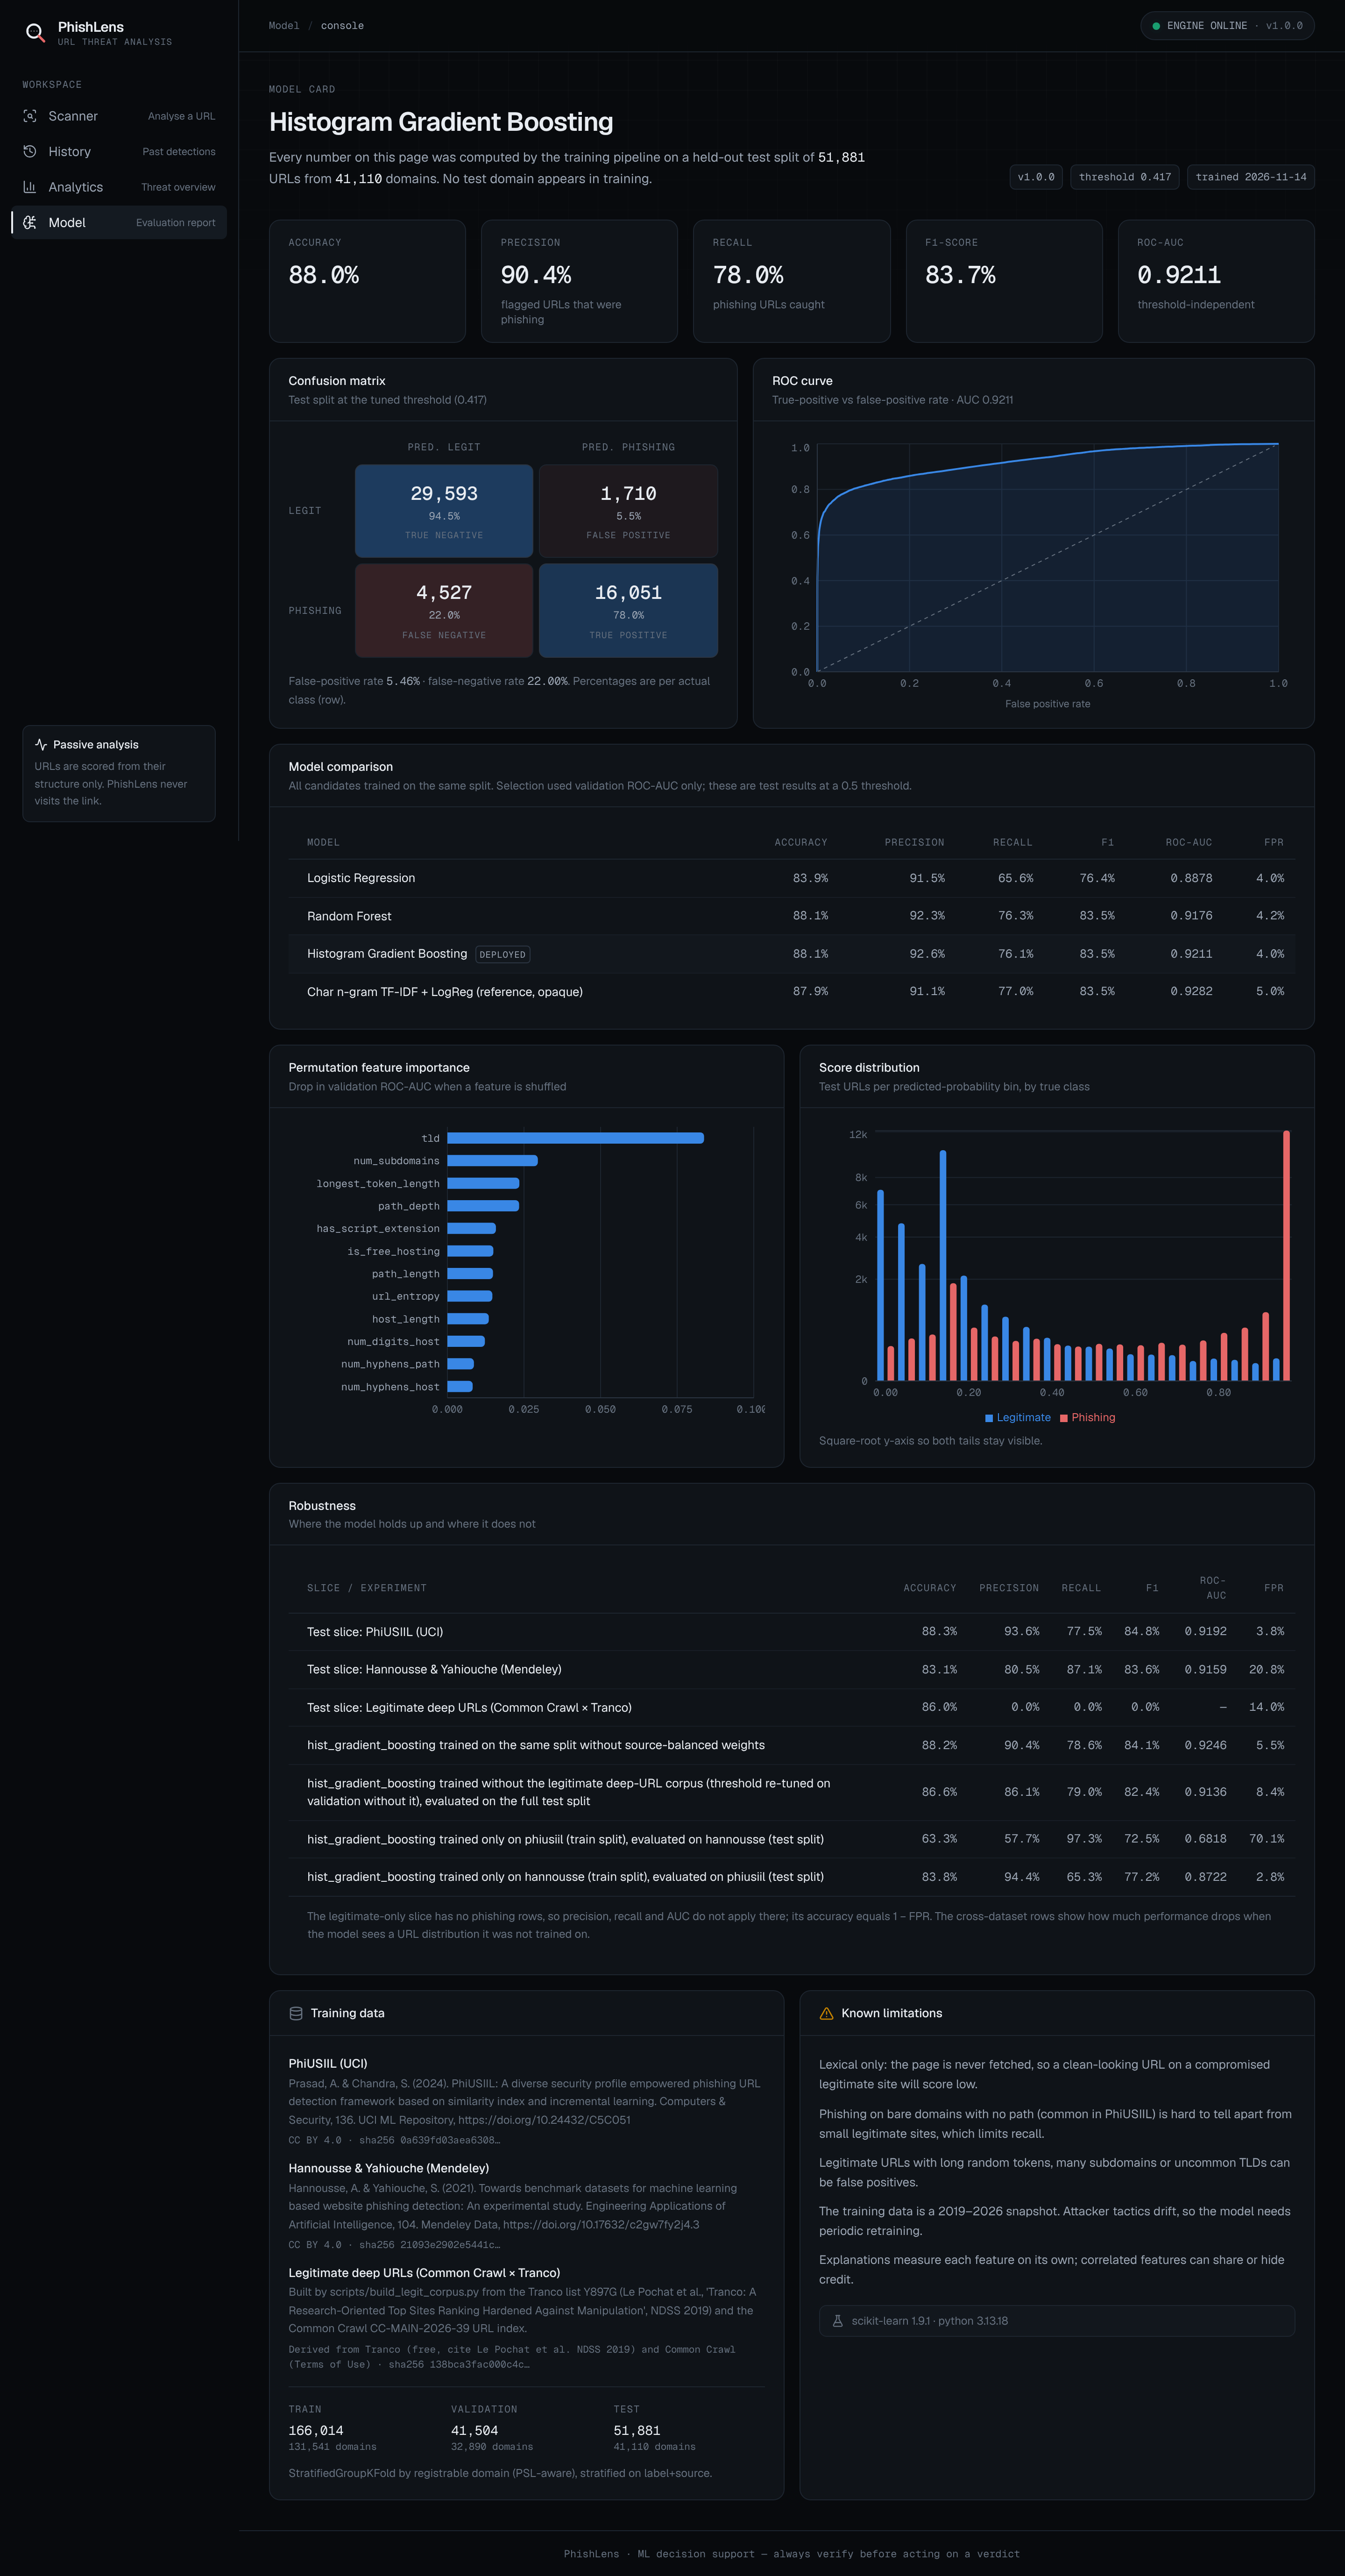 PhishLens
URL THREAT ANALYSIS
WORKSPACE
Scanner Analyse a URL
History Past detections
Analytics Threat overview
Model Evaluation report
Passive analysis
URLs are scored from their
structure only. PhishLens never
visits the link.
Model / console
ENGINE ONLINE · v1.0.0
MODEL CARD
Histogram Gradient Boosting
Every number on this page was computed by the training pipeline on a held-out test split of 51,881
URLs from 41,110 domains. No test domain appears in training.
v1.0.0 threshold 0.417 trained 2026-11-14
ACCURACY
88.0%
PRECISION
90.4%
flagged URLs that were
phishing
RECALL
78.0%
phishing URLs caught
F1-SCORE
83.7%
ROC-AUC
0.9211
threshold-independent
Confusion matrix
Test split at the tuned threshold (0.417)
PRED. LEGIT PRED. PHISHING
LEGIT
29,593
94.5%
TRUE NEGATIVE
1,710
5.5%
FALSE POSITIVE
PHISHING
4,527
22.0%
FALSE NEGATIVE
16,051
78.0%
TRUE POSITIVE
False-positive rate 5.46% · false-negative rate 22.00%. Percentages are per actual
class (row).
ROC curve
True-positive vs false-positive rate · AUC 0.9211
1.0
0.8
0.6
0.4
0.2
0.0
0.0 0.2 0.4 0.6 0.8 1.0
False positive rate
Model comparison
All candidates trained on the same split. Selection used validation ROC-AUC only; these are test results at a 0.5 threshold.
MODEL ACCURACY PRECISION RECALL F1 ROC-AUC FPR
Logistic Regression 83.9% 91.5% 65.6% 76.4% 0.8878 4.0%
Random Forest 88.1% 92.3% 76.3% 83.5% 0.9176 4.2%
Histogram Gradient Boosting DEPLOYED 88.1% 92.6% 76.1% 83.5% 0.9211 4.0%
Char n-gram TF-IDF + LogReg (reference, opaque) 87.9% 91.1% 77.0% 83.5% 0.9282 5.0%
Permutation feature importance
Drop in validation ROC-AUC when a feature is shuffled
tld
num_subdomains
longest_token_length
path_depth
has_script_extension
is_free_hosting
path_length
url_entropy
host_length
num_digits_host
num_hyphens_path
num_hyphens_host
0.000 0.025 0.050 0.075 0.100
Score distribution
Test URLs per predicted-probability bin, by true class
12k
8k
6k
4k
2k
0
0.00 0.20 0.40 0.60 0.80
Legitimate Phishing
Square-root y-axis so both tails stay visible.
Robustness
Where the model holds up and where it does not
SLICE / EXPERIMENT ACCURACY PRECISION RECALL F1 ROC-AUC FPR
Test slice: PhiUSIIL (UCI) 88.3% 93.6% 77.5% 84.8% 0.9192 3.8%
Test slice: Hannousse & Yahiouche (Mendeley) 83.1% 80.5% 87.1% 83.6% 0.9159 20.8%
Test slice: Legitimate deep URLs (Common Crawl × Tranco) 86.0% 0.0% 0.0% 0.0% — 14.0%
hist_gradient_boosting trained on the same split without source-balanced weights 88.2% 90.4% 78.6% 84.1% 0.9246 5.5%
hist_gradient_boosting trained without the legitimate deep-URL corpus (threshold re-tuned on
validation without it), evaluated on the full test split 86.6% 86.1% 79.0% 82.4% 0.9136 8.4%
hist_gradient_boosting trained only on phiusiil (train split), evaluated on hannousse (test split) 63.3% 57.7% 97.3% 72.5% 0.6818 70.1%
hist_gradient_boosting trained only on hannousse (train split), evaluated on phiusiil (test split) 83.8% 94.4% 65.3% 77.2% 0.8722 2.8%
The legitimate-only slice has no phishing rows, so precision, recall and AUC do not apply there; its accuracy equals 1 − FPR. The cross-dataset rows show how much performance drops when
the model sees a URL distribution it was not trained on.
Training data
PhiUSIIL (UCI)
Prasad, A. & Chandra, S. (2024). PhiUSIIL: A diverse security profile empowered phishing URL
detection framework based on similarity index and incremental learning. Computers &
Security, 136. UCI ML Repository, https://doi.org/10.24432/C5C051
CC BY 4.0 · sha256 0a639fd03aea6308…
Hannousse & Yahiouche (Mendeley)
Hannousse, A. & Yahiouche, S. (2021). Towards benchmark datasets for machine learning
based website phishing detection: An experimental study. Engineering Applications of
Artificial Intelligence, 104. Mendeley Data, https://doi.org/10.17632/c2gw7fy2j4.3
CC BY 4.0 · sha256 21093e2902e5441c…
Legitimate deep URLs (Common Crawl × Tranco)
Built by scripts/build_legit_corpus.py from the Tranco list Y897G (Le Pochat et al., 'Tranco: A
Research-Oriented Top Sites Ranking Hardened Against Manipulation', NDSS 2019) and the
Common Crawl CC-MAIN-2026-39 URL index.
Derived from Tranco (free, cite Le Pochat et al. NDSS 2019) and Common Crawl
(Terms of Use) · sha256 138bca3fac000c4c…
TRAIN
166,014
131,541 domains
VALIDATION
41,504
32,890 domains
TEST
51,881
41,110 domains
StratifiedGroupKFold by registrable domain (PSL-aware), stratified on label+source.
Known limitations
Lexical only: the page is never fetched, so a clean-looking URL on a compromised
legitimate site will score low.
Phishing on bare domains with no path (common in PhiUSIIL) is hard to tell apart from
small legitimate sites, which limits recall.
Legitimate URLs with long random tokens, many subdomains or uncommon TLDs can
be false positives.
The training data is a 2019–2026 snapshot. Attacker tactics drift, so the model needs
periodic retraining.
Explanations measure each feature on its own; correlated features can share or hide
credit.
scikit-learn 1.9.1 · python 3.13.18
PhishLens · ML decision support — always verify before acting on a verdict